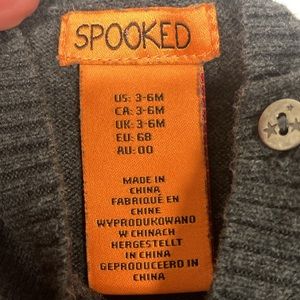 SPOOKED
US: 3-6M
CA: 3-6M
UK: 3-6M
EU: 68
AU: 00
MADE IN
CHINA
FABRIQUÉ EN
CHINE
WYPRODUKOWANO
W CHINACH
HERGESTELLT
IN CHINA
GEPRODUCEERD IN
CHINA